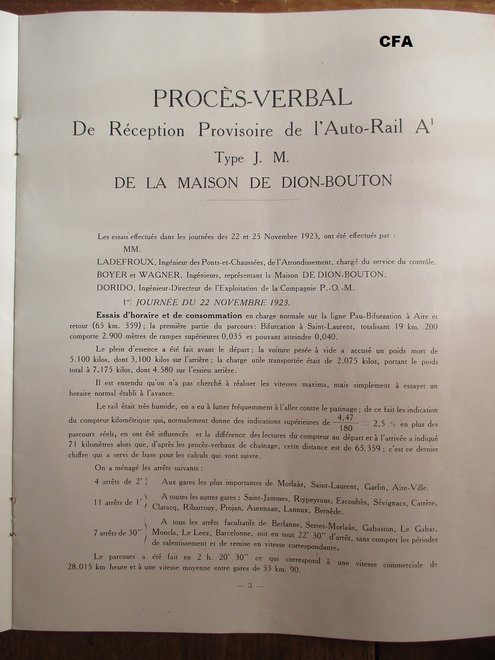 CFA
PROCÈS-VERBAL
De Réception Provisoire de l'Auto-Rail A¹
Type J. M.
DE LA MAISON DE DION-BOUTON
Les essais effectués dans les journées des 22 et 25 Novembre 1923, ont été effectués par :
MM.
LADEFROUX, Ingénieur des Ponts-et-Chaussées, de l'Arrondissement, chargé du service du contrôle,
BOYER et WAGNER, Ingénieurs, représentant la Maison DE DION-BOUTON,
DORIDO, Ingénieur-Directeur de l'Exploitation de la Compagnie P.-O.-M.
1°) JOURNÉE DU 22 NOVEMBRE 1923.
Essais d'horaire et de consommation en charge normale sur la ligne Pau-Bifurcation à Aire et
retour (65 km. 359) ; la première partie du parcours : Bifurcation à Saint-Laurent, totalisant 19 km. 200
comporte 2.900 mètres de rampes supérieures 0,035 et pouvant atteindre 0,040.
Le plein d'essence a été fait avant le départ ; la voiture pesée à vide a accusé un poids mort de
5.100 kilos, dont 3,100 kilos sur l'arrière ; la charge utile transportée était de 2,075 kilos, portant le poids
total à 7.175 kilos, dont 4.580 sur l'essieu arrière.
Il est entendu qu'on n'a pas cherché à réaliser les vitesses maxima, mais simplement à essayer un
horaire normal établi à l'avance.
Le rail était très humide, on a eu à lutter fréquemment à l'aller contre le patinage ; de ce fait les indication
du compteur kilométrique que, normalement donne des indications supérieures de 4,47/180 = 2,5 % en plus des
parcours réels, en ont été influencés et la différence des lectures du compteur au départ et à l'arrivée a indiqué
71 kilomètres alors que, d'après les procès-verbaux de chaînage, cette distance est de 65.359 ; c'est ce dernier
chiffre qui a servi de base pour les calculs qui vont suivre.
On a ménagé les arrêts suivants :
4 arrêts de 2' } Aux gares les plus importantes de Morlaàs, Saint-Laurent, Garlin, Aire-Ville.
11 arrêts de 1' } A toutes les autres gares : Saint-Jammes, Riypeyrous, Escoubès, Sévignacs, Carrère,
Claracq, Ribarrouy, Projan, Aurensan, Lannux, Bernède.
7 arrêts de 30" } A tous les arrêts facultatifs de Berlanne, Serres-Morlaàs, Gabaston, Le Gabas,
Moncla, Le Leez, Barcelonne, soit en tout 22' 30" d'arrêt, sans compter les périodes
de ralentissement et de remise en vitesse correspondante.
Le parcours a été fait en 2 h. 20' 30" ce qui correspond à une vitesse commerciale de
28,015 km heure et à une vitesse moyenne entre gares de 33 km. 90.
— 3 —